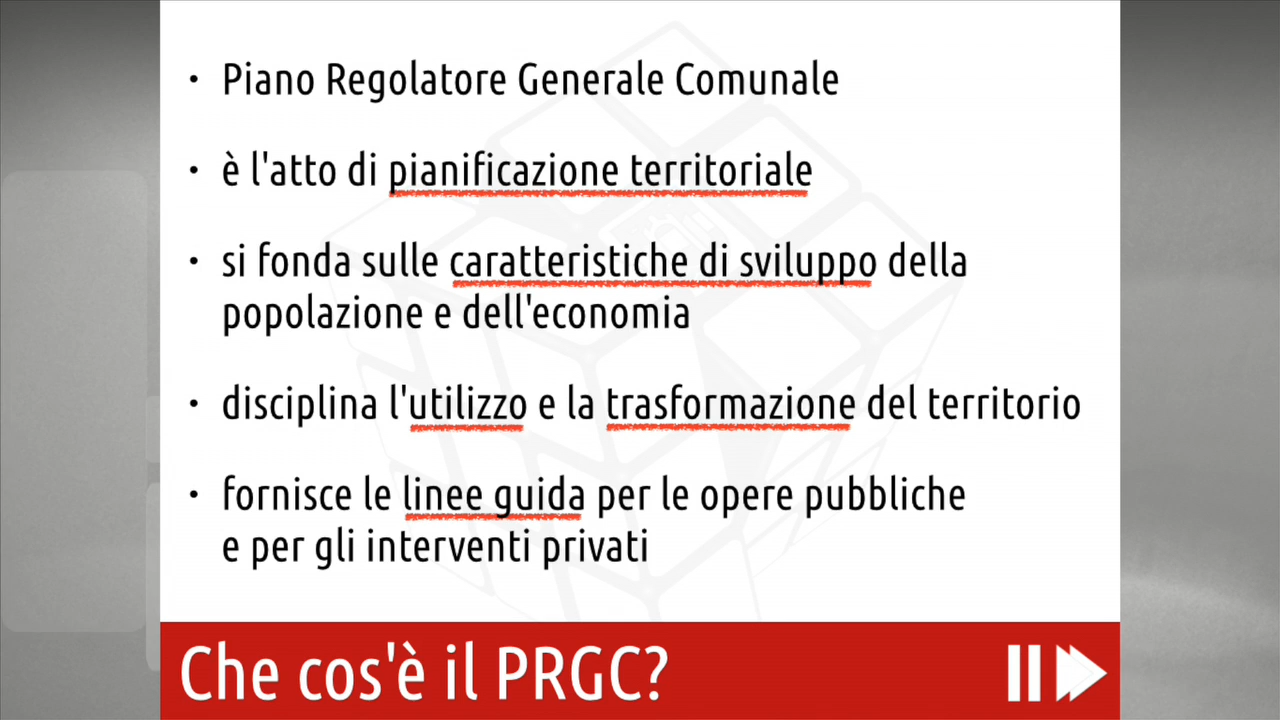 • Piano Regolatore Generale Comunale
• è l'atto di pianificazione territoriale
• si fonda sulle caratteristiche di sviluppo della
popolazione e dell'economia
• disciplina l'utilizzo e la trasformazione del territorio
• fornisce le linee guida per le opere pubbliche
e per gli interventi privati
Che cos'è il PRGC?